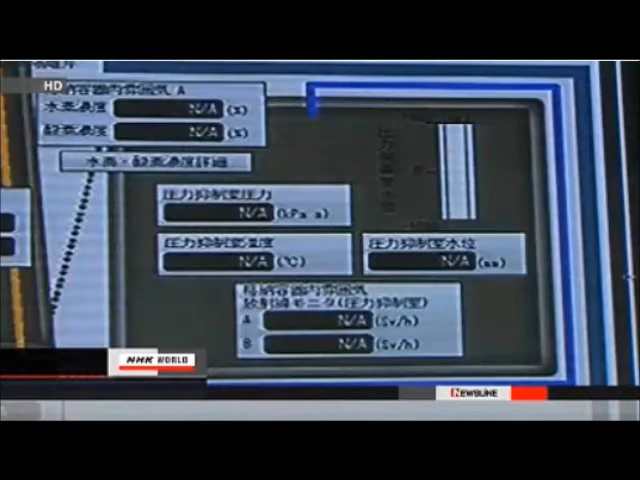 HD
格納容器内雰囲気 A
水素濃度 N/A (%)
酸素濃度 N/A (%)
水素・酸素濃度詳細
圧力抑制室圧力
N/A (kPa a)
圧力抑制室温度
N/A (℃)
圧力抑制室水位
N/A (mm)
格納容器内雰囲気
放射線モニタ(圧力抑制室)
A N/A (Sv/h)
B N/A (Sv/h)
NHK WORLD
NEWSLINE